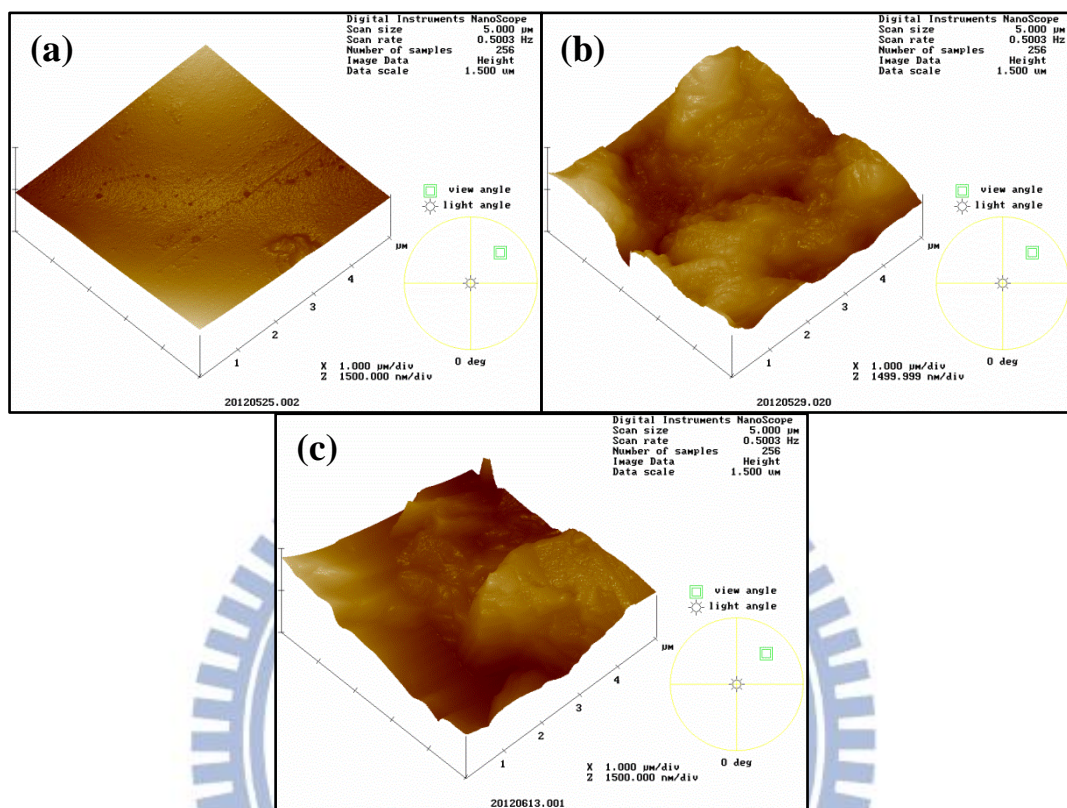 (a)
Digital Instruments NanoScope
Scan size 5.000 µm
Scan rate 0.5003 Hz
Number of samples 256
Image Data Height
Data scale 1.500 um
view angle
light angle
µm
4
3
2
1
0 deg
X 1.000 µm/div
Z 1500.000 nm/div
20120525.002
(b)
Digital Instruments NanoScope
Scan size 5.000 µm
Scan rate 0.5003 Hz
Number of samples 256
Image Data Height
Data scale 1.500 um
view angle
light angle
µm
4
3
2
1
0 deg
X 1.000 µm/div
Z 1499.999 nm/div
20120529.020
(c)
Digital Instruments NanoScope
Scan size 5.000 µm
Scan rate 0.5003 Hz
Number of samples 256
Image Data Height
Data scale 1.500 um
view angle
light angle
µm
4
3
2
1
0 deg
X 1.000 µm/div
Z 1500.000 nm/div
20120613.001